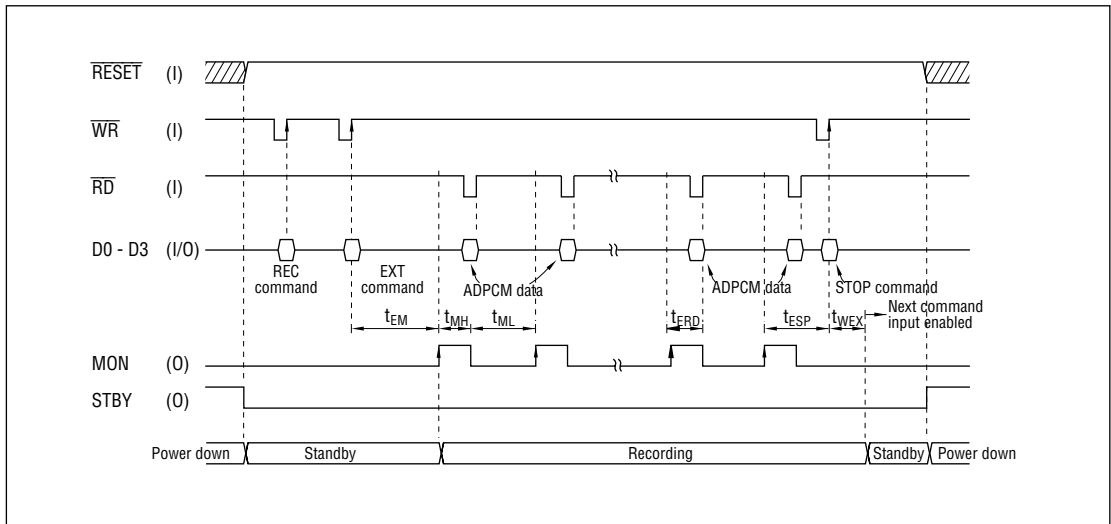 RESET (I)
WR (I)
RD (I)
D0 - D3 (I/O)
REC
command
EXT
command
ADPCM data
ADPCM data
STOP command
tEM
tMH
tML
tERD
tESP
tWEX
Next command
input enabled
MON (O)
STBY (O)
Power down
Standby
Recording
Standby
Power down